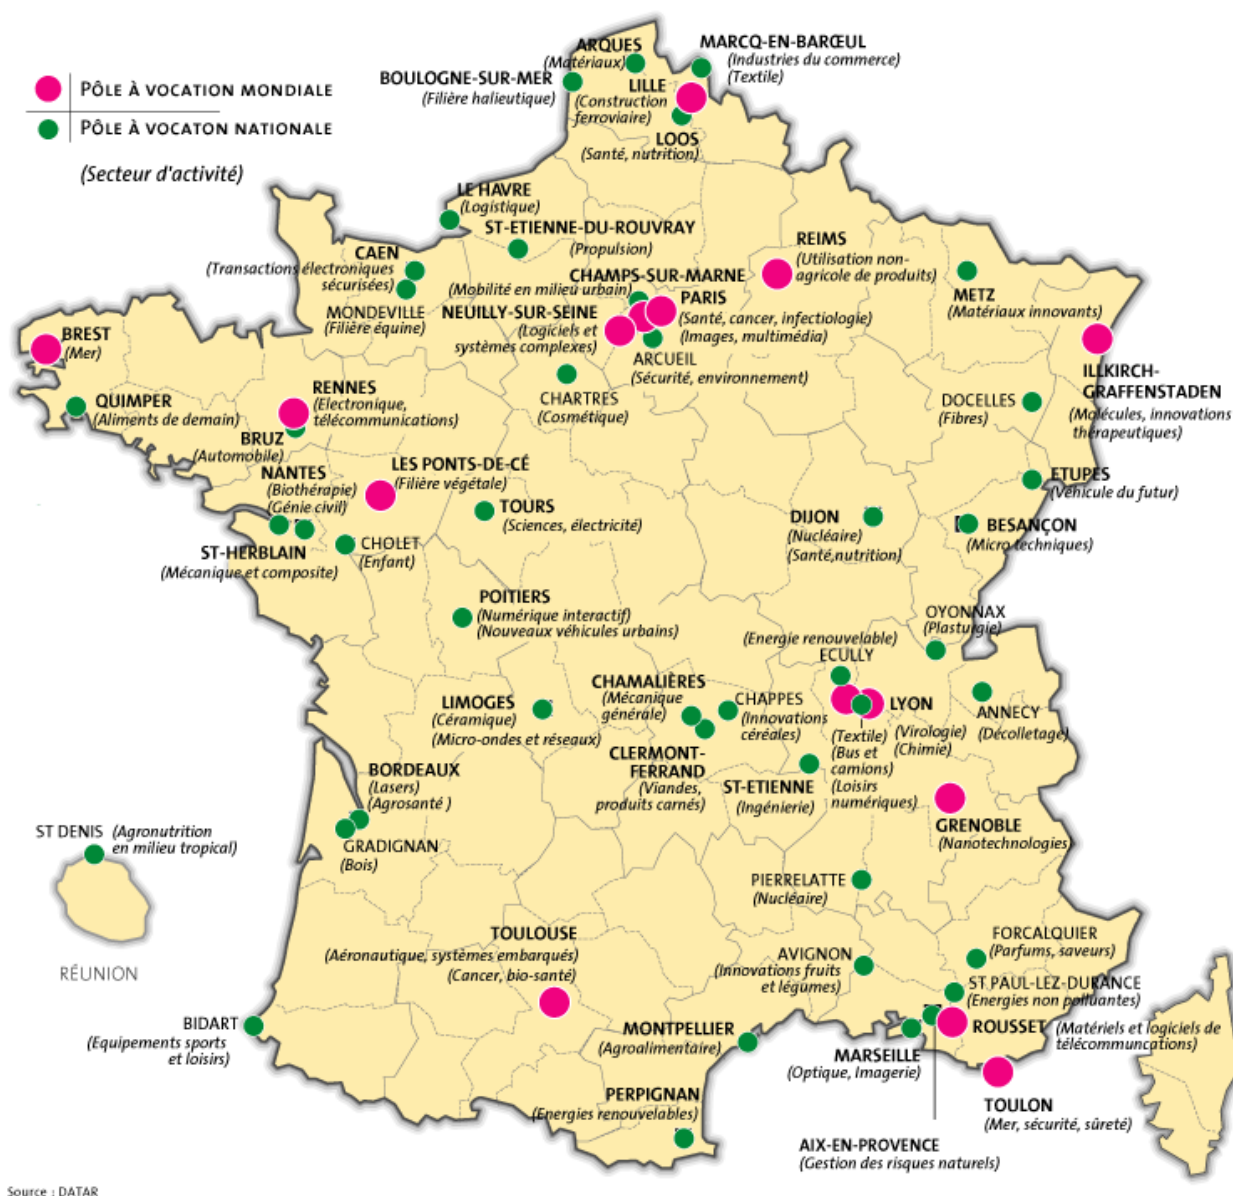 PÔLE À VOCATION MONDIALE
PÔLE À VOCATON NATIONALE
(Secteur d'activité)
ARQUES
(Matériaux)
MARCQ-EN-BARŒUL
(Industries du commerce)
(Textile)
BOULOGNE-SUR-MER
(Filière halieutique)
LILLE
(Construction
ferroviaire)
LOOS
(Santé, nutrition)
LE HAVRE
(Logistique)
ST-ETIENNE-DU-ROUVRAY
(Propulsion)
CAEN
(Transactions électroniques
sécurisées)
MONDEVILLE
(Filière équine)
CHAMPS-SUR-MARNE
(Mobilité en milieu urbain)
NEUILLY-SUR-SEINE
(Logiciels et
systèmes complexes)
PARIS
(Santé, cancer, infectiologie)
(Images, multimédia)
ARCUEIL
(Sécurité, environnement)
REIMS
(Utilisation non-
agricole de produits)
METZ
(Matériaux innovants)
ILLKIRCH-
GRAFFENSTADEN
(Molécules, innovations
thérapeutiques)
BREST
(Mer)
QUIMPER
(Aliments de demain)
RENNES
(Electronique,
télécommunications)
BRUZ
(Automobile)
CHARTRES
(Cosmétique)
DOCELLES
(Fibres)
NANTES
(Biothérapie)
(Génie civil)
LES PONTS-DE-CÉ
(Filière végétale)
TOURS
(Sciences, électricité)
ETUPES
(Véhicule du futur)
DIJON
(Nucléaire)
(Santé,nutrition)
BESANÇON
(Micro techniques)
ST-HERBLAIN
(Mécanique et composite)
CHOLET
(Enfant)
POITIERS
(Numérique interactif)
(Nouveaux véhicules urbains)
OYONNAX
(Plasturgie)
(Energie renouvelable)
ECULLY
LIMOGES
(Céramique)
(Micro-ondes et réseaux)
CHAMALIÈRES
(Mécanique
générale)
CHAPPES
(Innovations
céréales)
LYON
(Textile)
(Bus et
camions)
(Loisirs
numériques)
(Virologie)
(Chimie)
ANNECY
(Décolletage)
CLERMONT-
FERRAND
(Viandes,
produits carnés)
ST-ETIENNE
(Ingénierie)
BORDEAUX
(Lasers)
(Agrosanté )
GRADIGNAN
(Bois)
GRENOBLE
(Nanotechnologies)
ST DENIS
(Agronutrition
en milieu tropical)
RÉUNION
PIERRELATTE
(Nucléaire)
TOULOUSE
(Aéronautique, systèmes embarqués)
(Cancer, bio-santé)
AVIGNON
(Innovations fruits
et légumes)
FORCALQUIER
(Parfums, saveurs)
ST PAUL-LEZ-DURANCE
(Energies non polluantes)
BIDART
(Equipements sports
et loisirs)
MONTPELLIER
(Agroalimentaire)
MARSEILLE
(Optique, Imagerie)
ROUSSET
(Matériels et logiciels de
télécommuncations)
PERPIGNAN
(Energies renouvelables)
TOULON
(Mer, sécurité, sûreté)
AIX-EN-PROVENCE
(Gestion des risques naturels)
Source : DATAR